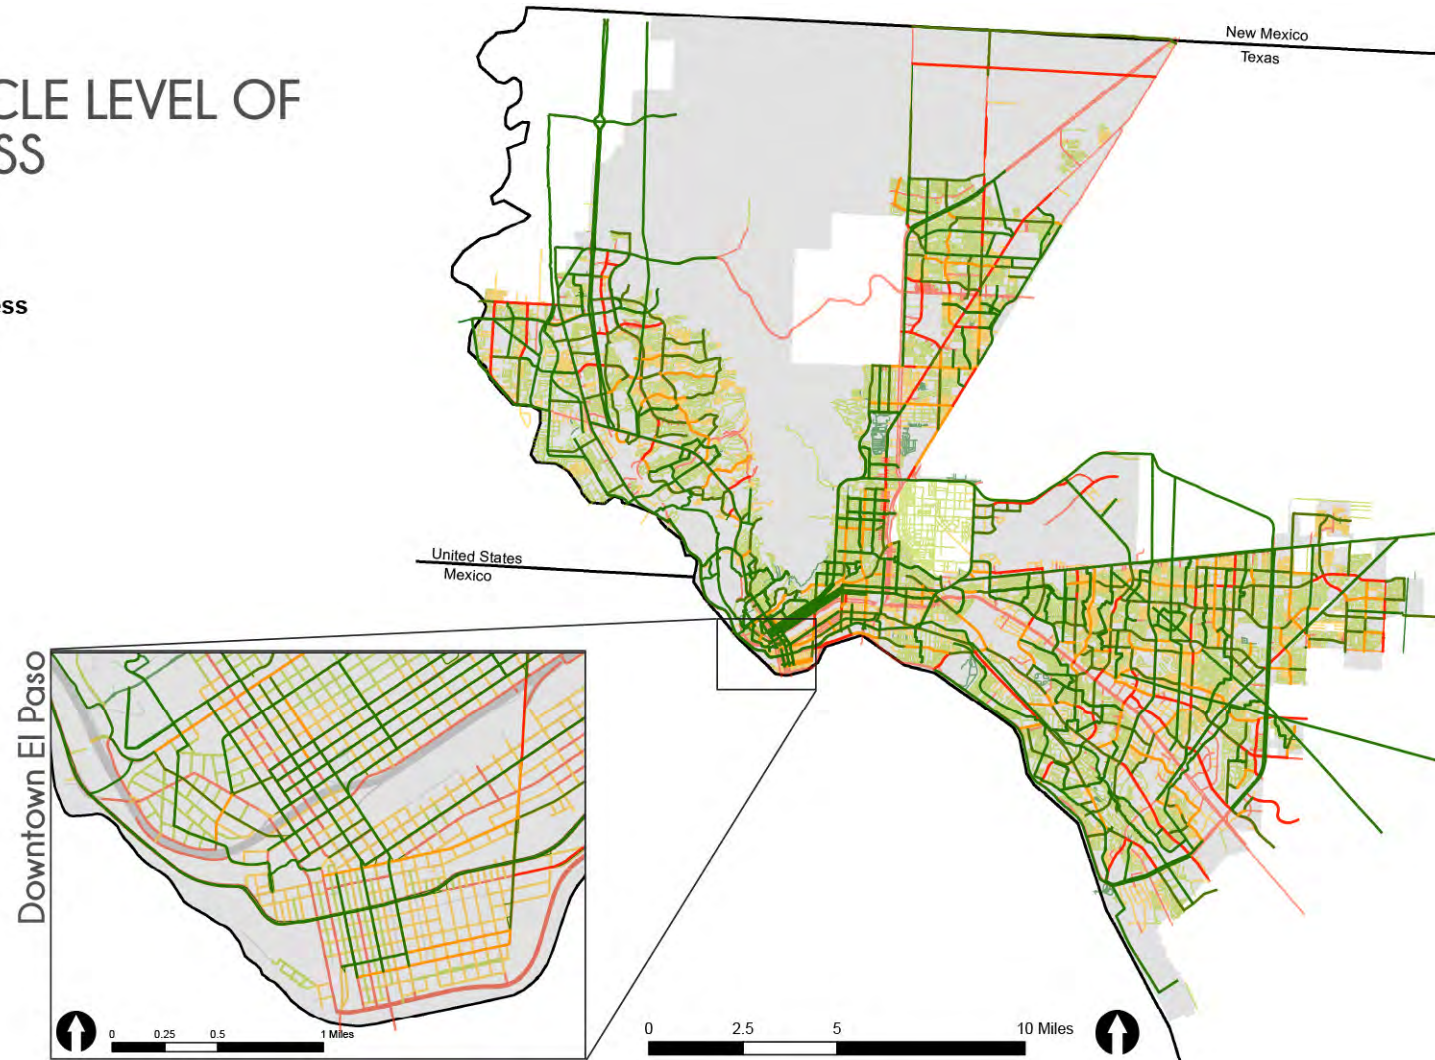 CLE LEVEL OF
SS
ess
New Mexico
Texas
United States
Mexico
Downtown El Paso
0 0.25 0.5 1 Miles
0 2.5 5 10 Miles